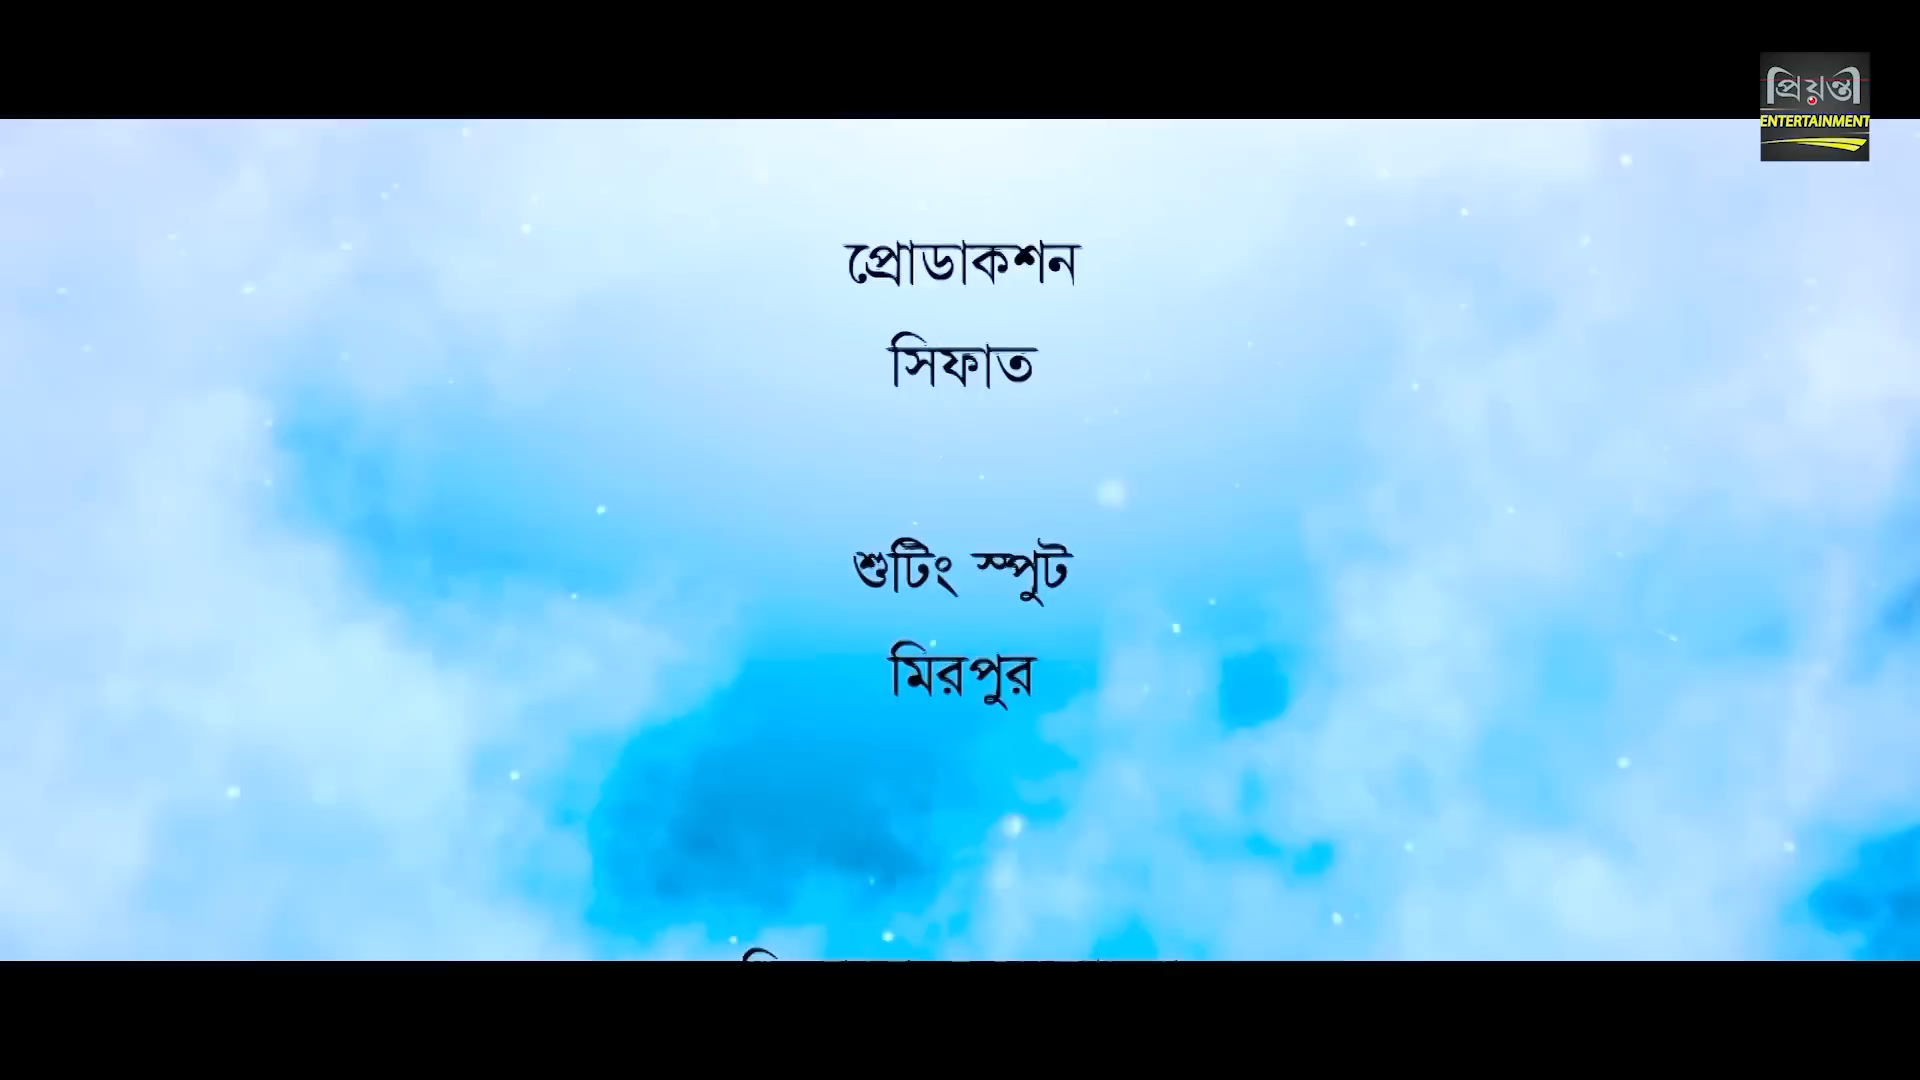 প্রিয়ন্তী
ENTERTAINMENT
প্রোডাকশন
সিফাত
শুটিং স্পুট
মিরপুর